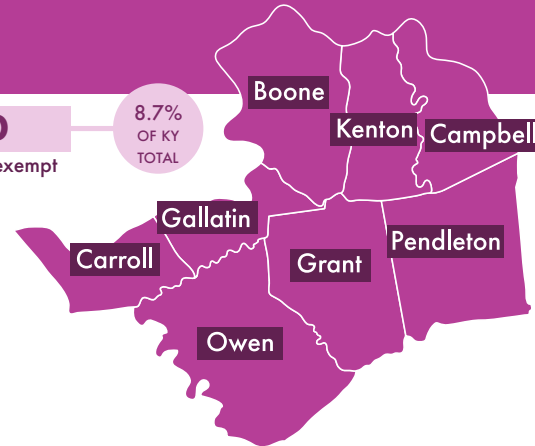 Boone
8.7%
OF KY
TOTAL
Kenton
Campbell
exempt
Gallatin
Pendleton
Carroll
Grant
Owen